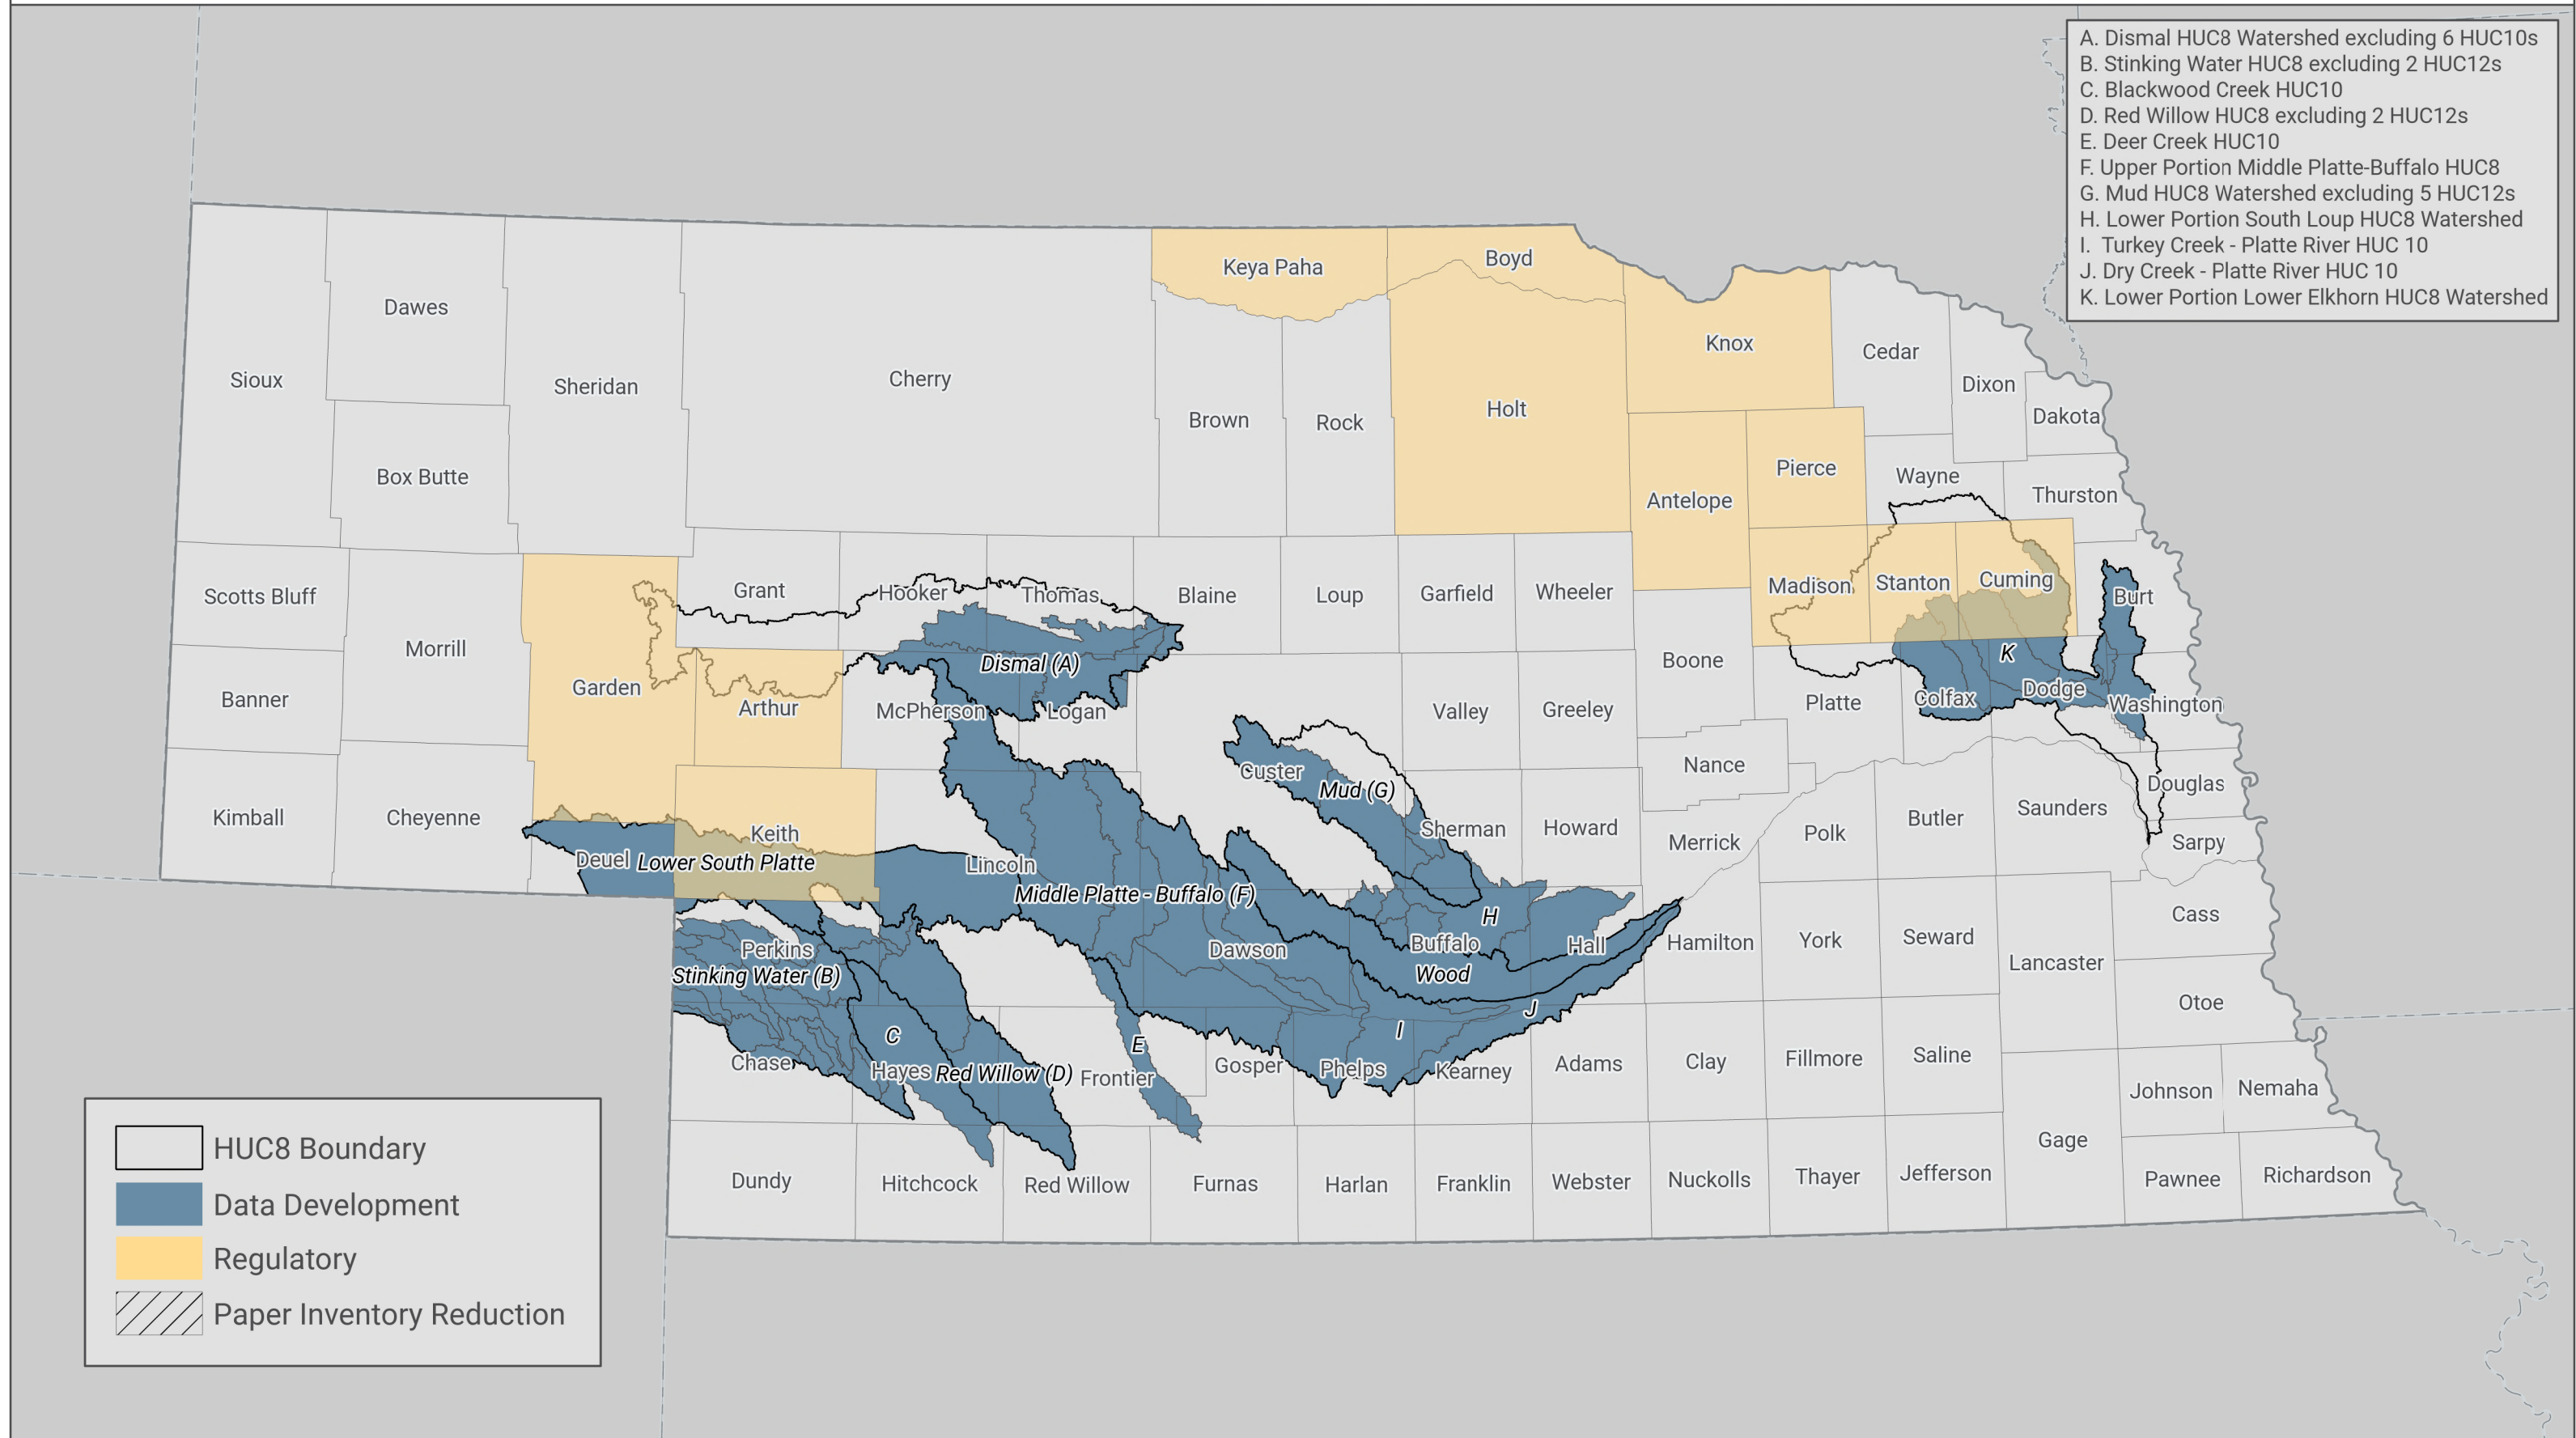 A. Dismal HUC8 Watershed excluding 6 HUC10s
B. Stinking Water HUC8 excluding 2 HUC12s
C. Blackwood Creek HUC10
D. Red Willow HUC8 excluding 2 HUC12s
E. Deer Creek HUC10
F. Upper Portion Middle Platte-Buffalo HUC8
G. Mud HUC8 Watershed excluding 5 HUC12s
H. Lower Portion South Loup HUC8 Watershed
I. Turkey Creek - Platte River HUC 10
J. Dry Creek - Platte River HUC 10
K. Lower Portion Lower Elkhorn HUC8 Watershed
Keya Paha
Boyd
Dawes
Knox
Cedar
Sioux
Sheridan
Cherry
Dixon
Holt
Brown
Rock
Dakota
Box Butte
Pierce
Wayne
Antelope
Thurston
Scotts Bluff
Grant
Hooker
Thomas
Blaine
Loup
Garfield
Wheeler
Madison
Stanton
Cuming
Burt
Morrill
Dismal (A)
Boone
K
Banner
Garden
Arthur
McPherson
Logan
Valley
Greeley
Platte
Colfax
Dodge
Washington
Custer
Mud (G)
Nance
Douglas
Kimball
Cheyenne
Keith
Sherman
Howard
Merrick
Polk
Butler
Saunders
Sarpy
Deuel
Lower South Platte
Lincoln
Middle Platte - Buffalo (F)
H
Cass
Perkins
Dawson
Buffalo
Hall
Hamilton
York
Seward
Stinking Water (B)
Wood
Lancaster
Otoe
C
E
I
J
Chase
Hayes
Red Willow (D)
Frontier
Gosper
Phelps
Kearney
Adams
Clay
Fillmore
Saline
Johnson
Nemaha
Gage
Dundy
Hitchcock
Red Willow
Furnas
Harlan
Franklin
Webster
Nuckolls
Thayer
Jefferson
Pawnee
Richardson
HUC8 Boundary
Data Development
Regulatory
Paper Inventory Reduction